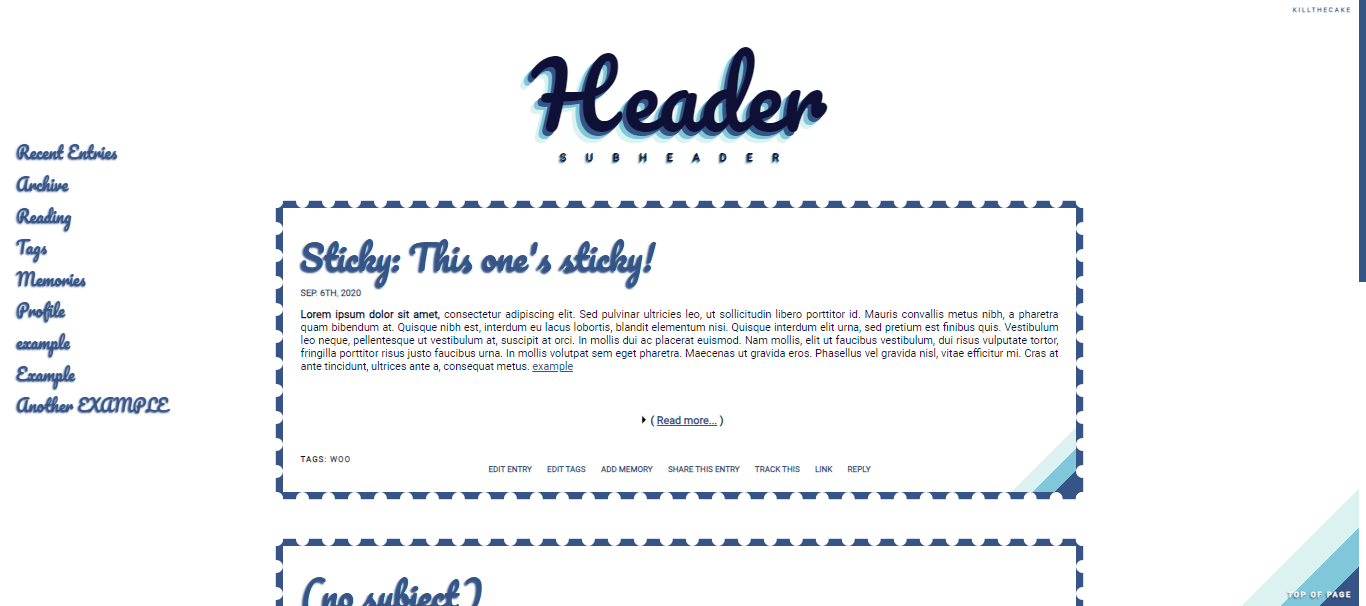 KILLTHECAKE
Header
SUBHEADER
Recent Entries
Archive
Reading
Tags
Memories
Profile
example
Example
Another EXAMPLE
Sticky: This one's sticky!
SEP. 6TH, 2020
Lorem ipsum dolor sit amet, consectetur adipiscing elit. Sed pulvinar ultricies leo, ut sollicitudin libero porttitor id. Mauris convallis metus nibh, a pharetra
quam bibendum at. Quisque nibh est, interdum eu lacus lobortis, blandit elementum nisi. Quisque interdum elit urna, sed pretium est finibus quis. Vestibulum
leo neque, pellentesque ut vestibulum at, suscipit at orci. In mollis dui ac placerat euismod. Nam mollis, elit ut faucibus vestibulum, dui risus vulputate tortor,
fringilla porttitor risus justo faucibus urna. In mollis volutpat sem eget pharetra. Maecenas ut gravida eros. Phasellus vel gravida nisl, vitae efficitur mi. Cras at
ante tincidunt, ultrices ante a, consequat metus. example
( Read more... )
TAGS: WOO
EDIT ENTRY EDIT TAGS ADD MEMORY SHARE THIS ENTRY TRACK THIS LINK REPLY
(no subject)
TOP OF PAGE